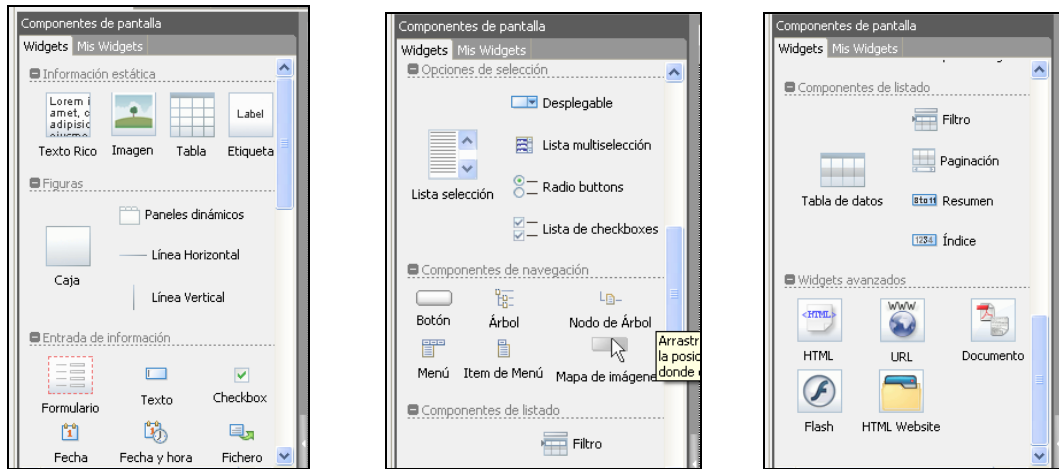 Componentes de pantalla
Widgets Mis Widgets
Información estática
Lorem i
amet, c
adipisic
Label
Texto Rico Imagen Tabla Etiqueta
Figuras
Paneles dinámicos
Línea Horizontal
Caja
Línea Vertical
Entrada de información
Formulario Texto Checkbox
Fecha Fecha y hora Fichero
Componentes de pantalla
Widgets Mis Widgets
Opciones de selección
Desplegable
Lista multiselección
Lista selección Radio buttons
Lista de checkboxes
Componentes de navegación
Botón Árbol Nodo de Árbol
Arrastr
la posic
donde
Menú Item de Menú Mapa de imágene
Componentes de listado
Filtro
Componentes de pantalla
Widgets Mis Widgets
Componentes de listado
Filtro
Paginación
Tabla de datos 8to11 Resumen
1234 Índice
Widgets avanzados
<HTML> WWW
HTML URL Documento
Flash HTML Website